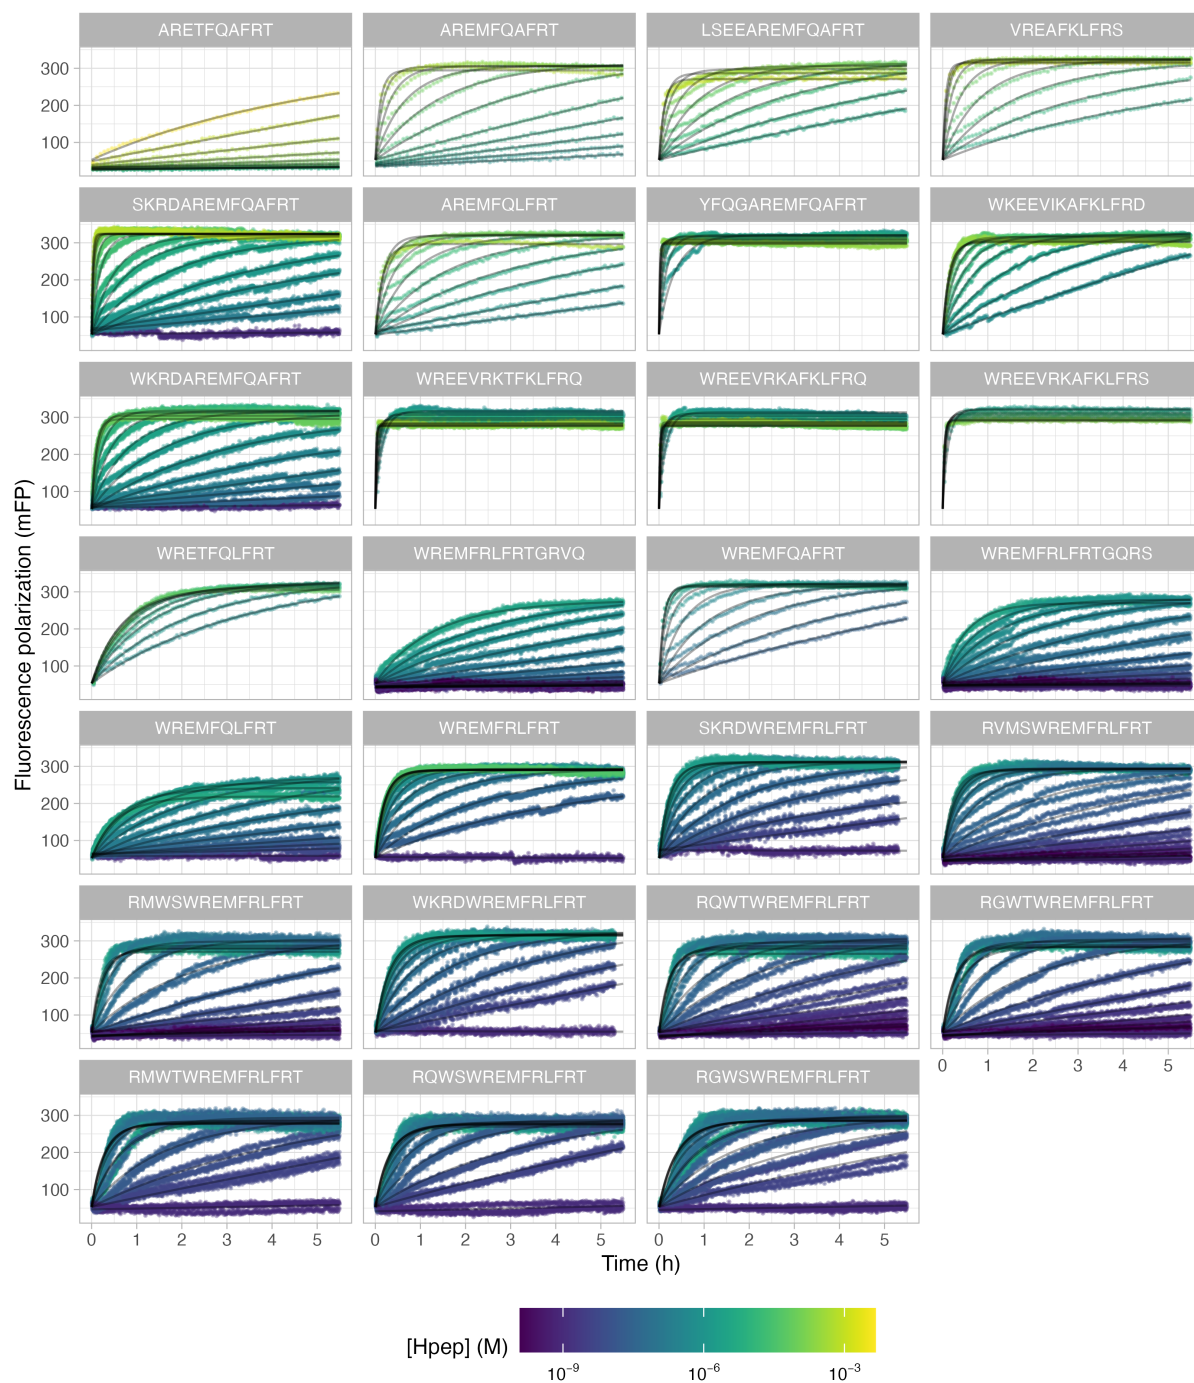 ARETFQAFRT AREMFQAFRT LSEEAREMFQAFRT VREAFKLFRS
300
200
100
SKRDAREMFQAFRT AREMFQLFRT YFQGAREMFQAFRT WKEEVIKAFKLFRD
300
200
100
WKRDAREMFQAFRT WREEVRKTFKLFRQ WREEVRKAFKLFRQ WREEVRKAFKLFRS
300
200
100
Fluorescence polarization (mFP)
WRETFQLFRT WREMFRLFRTGRVQ WREMFQAFRT WREMFRLFRTGQRS
300
200
100
WREMFQLFRT WREMFRLFRT SKRDWREMFRLFRT RVMSWREMFRLFRT
300
200
100
RMWSWREMFRLFRT WKRDWREMFRLFRT RQWTWREMFRLFRT RGWTWREMFRLFRT
300
200
100
0 1 2 3 4 5
RMWTWREMFRLFRT RQWSWREMFRLFRT RGWSWREMFRLFRT
300
200
100
0 1 2 3 4 5 0 1 2 3 4 5 0 1 2 3 4 5
Time (h)
[Hpep] (M)
10⁻⁹ 10⁻⁶ 10⁻³